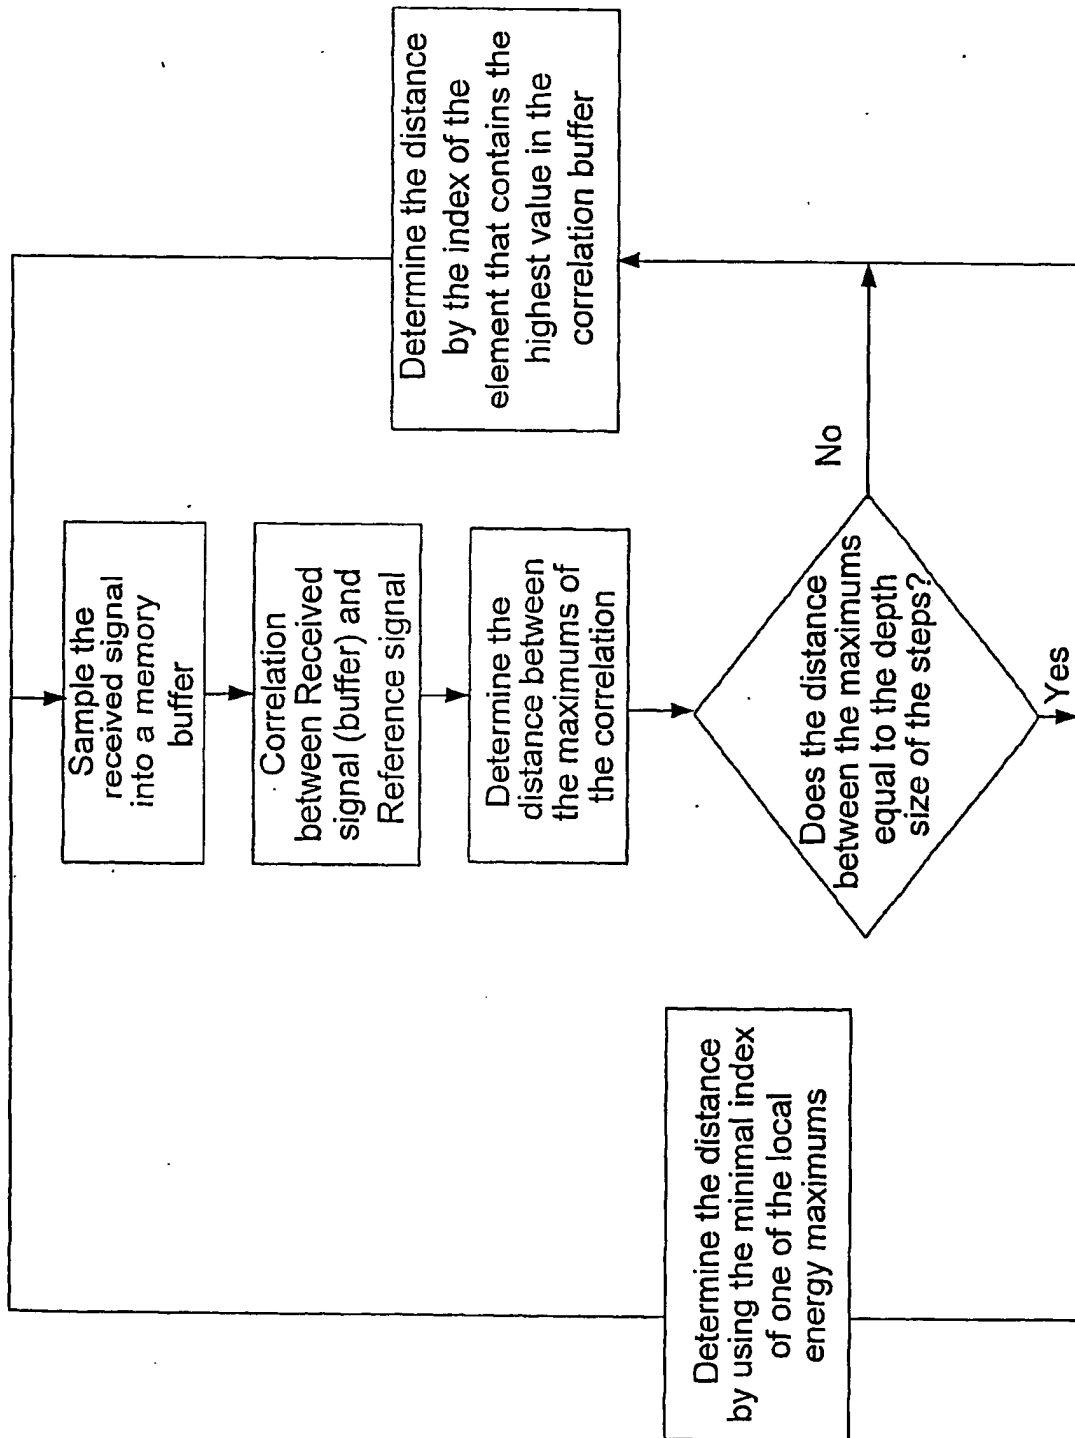 Sample the
received signal
into a memory
buffer
Correlation
between Received
signal (buffer) and
Reference signal
Determine the
distance between
the maximums of
the correlation
Does the distance
between the maximums
equal to the depth
size of the steps?
No
Yes
Determine the distance
by the index of the
element that contains the
highest value in the
correlation buffer
Determine the distance
by using the minimal index
of one of the local
energy maximums